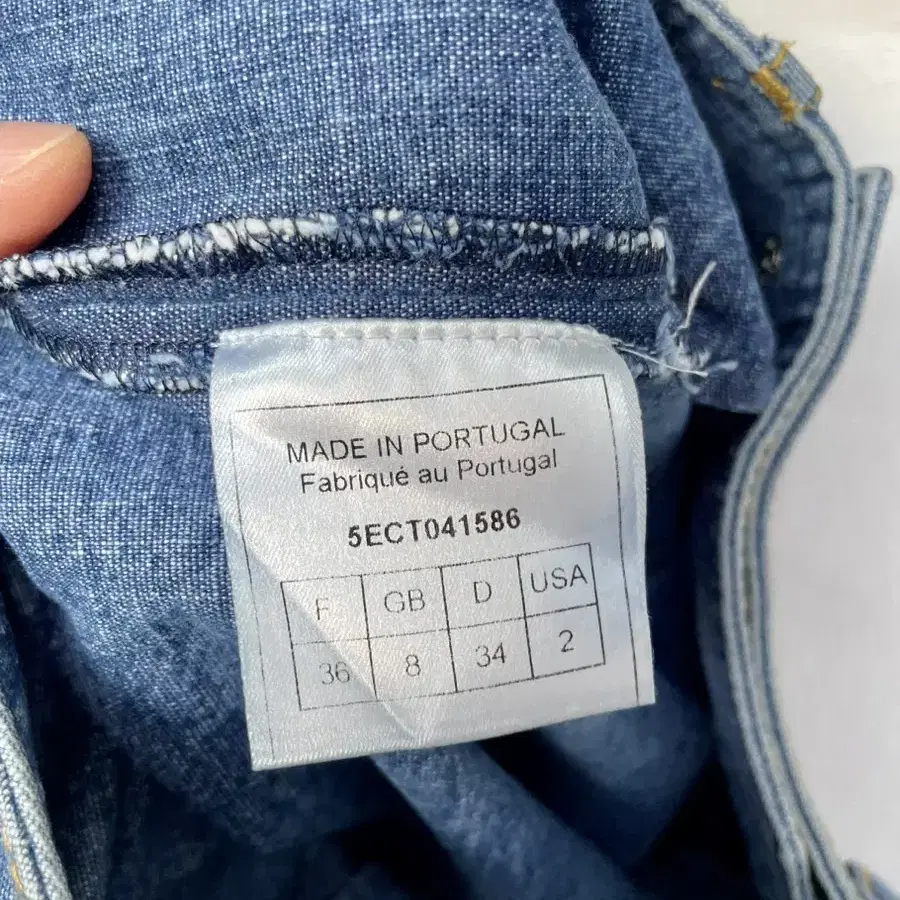 MADE IN PORTUGAL
Fabriqué au Portugal
5ECT041586
F GB D USA
36 8 34 2